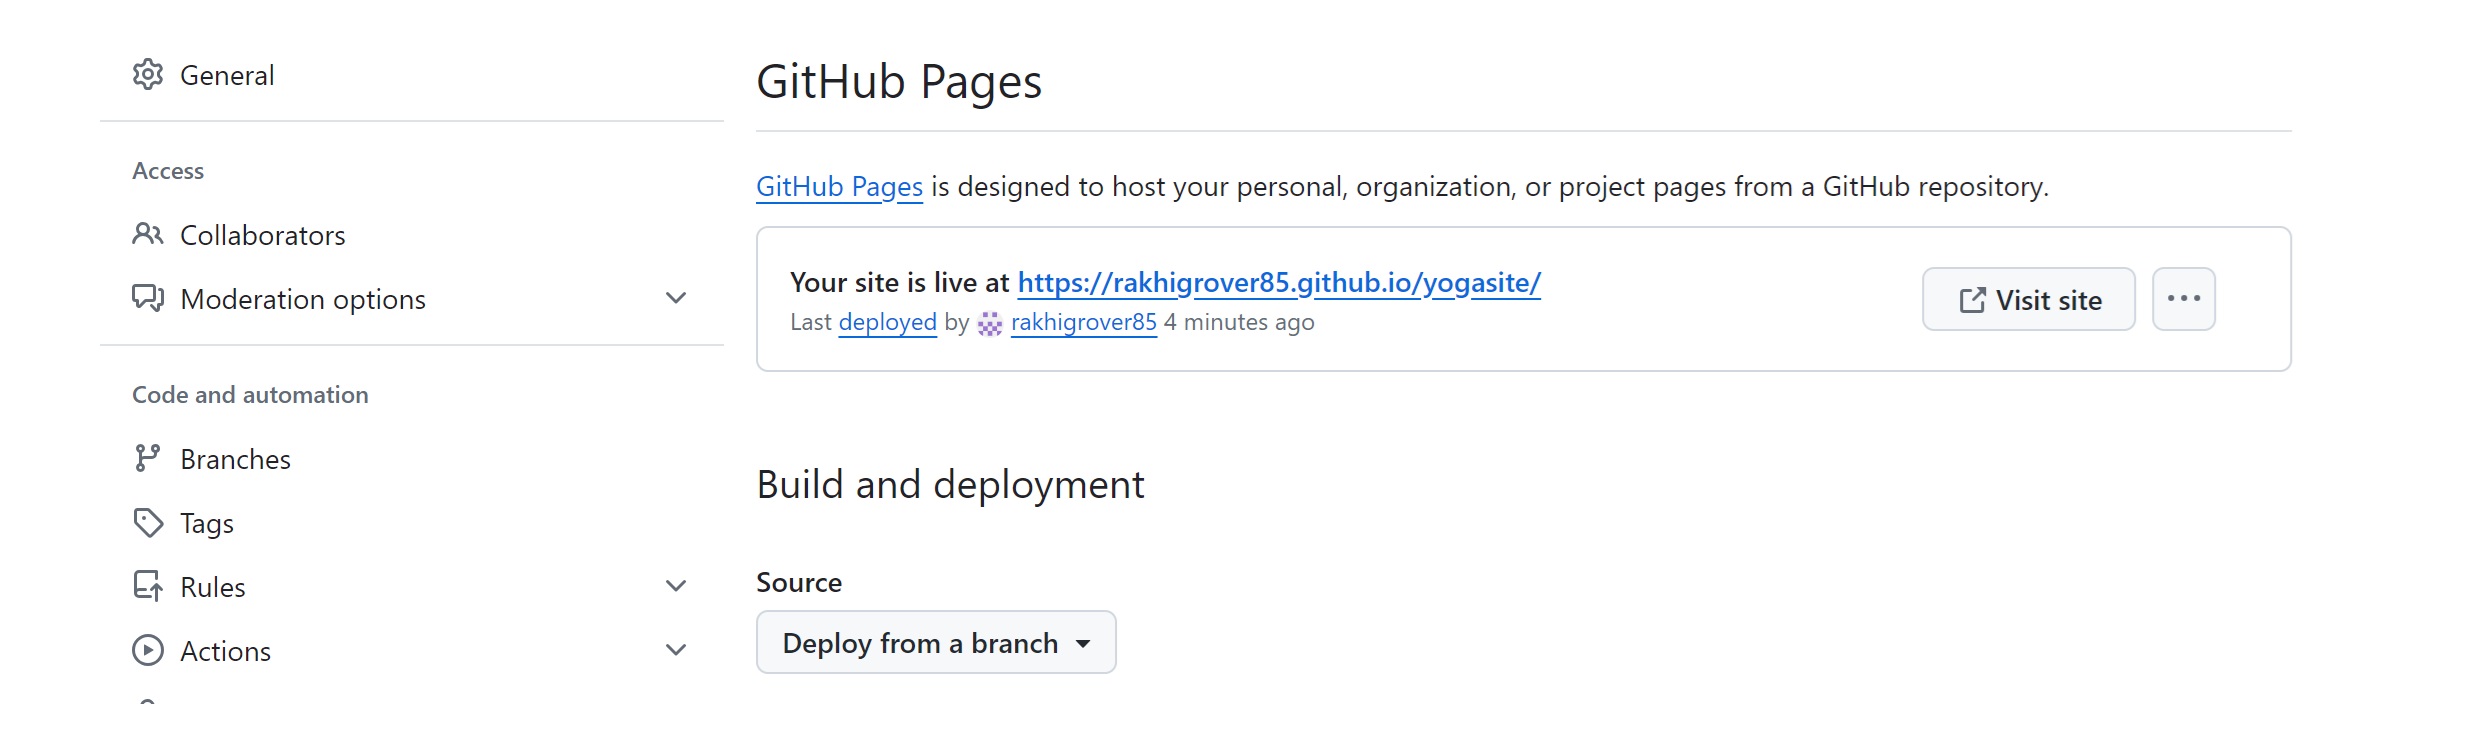 General
Access
Collaborators
Moderation options
Code and automation
Branches
Tags
Rules
Actions
GitHub Pages
GitHub Pages is designed to host your personal, organization, or project pages from a GitHub repository.
Your site is live at https://rakhigrover85.github.io/yogasite/
Last deployed by rakhigrover85 4 minutes ago
Visit site
Build and deployment
Source
Deploy from a branch